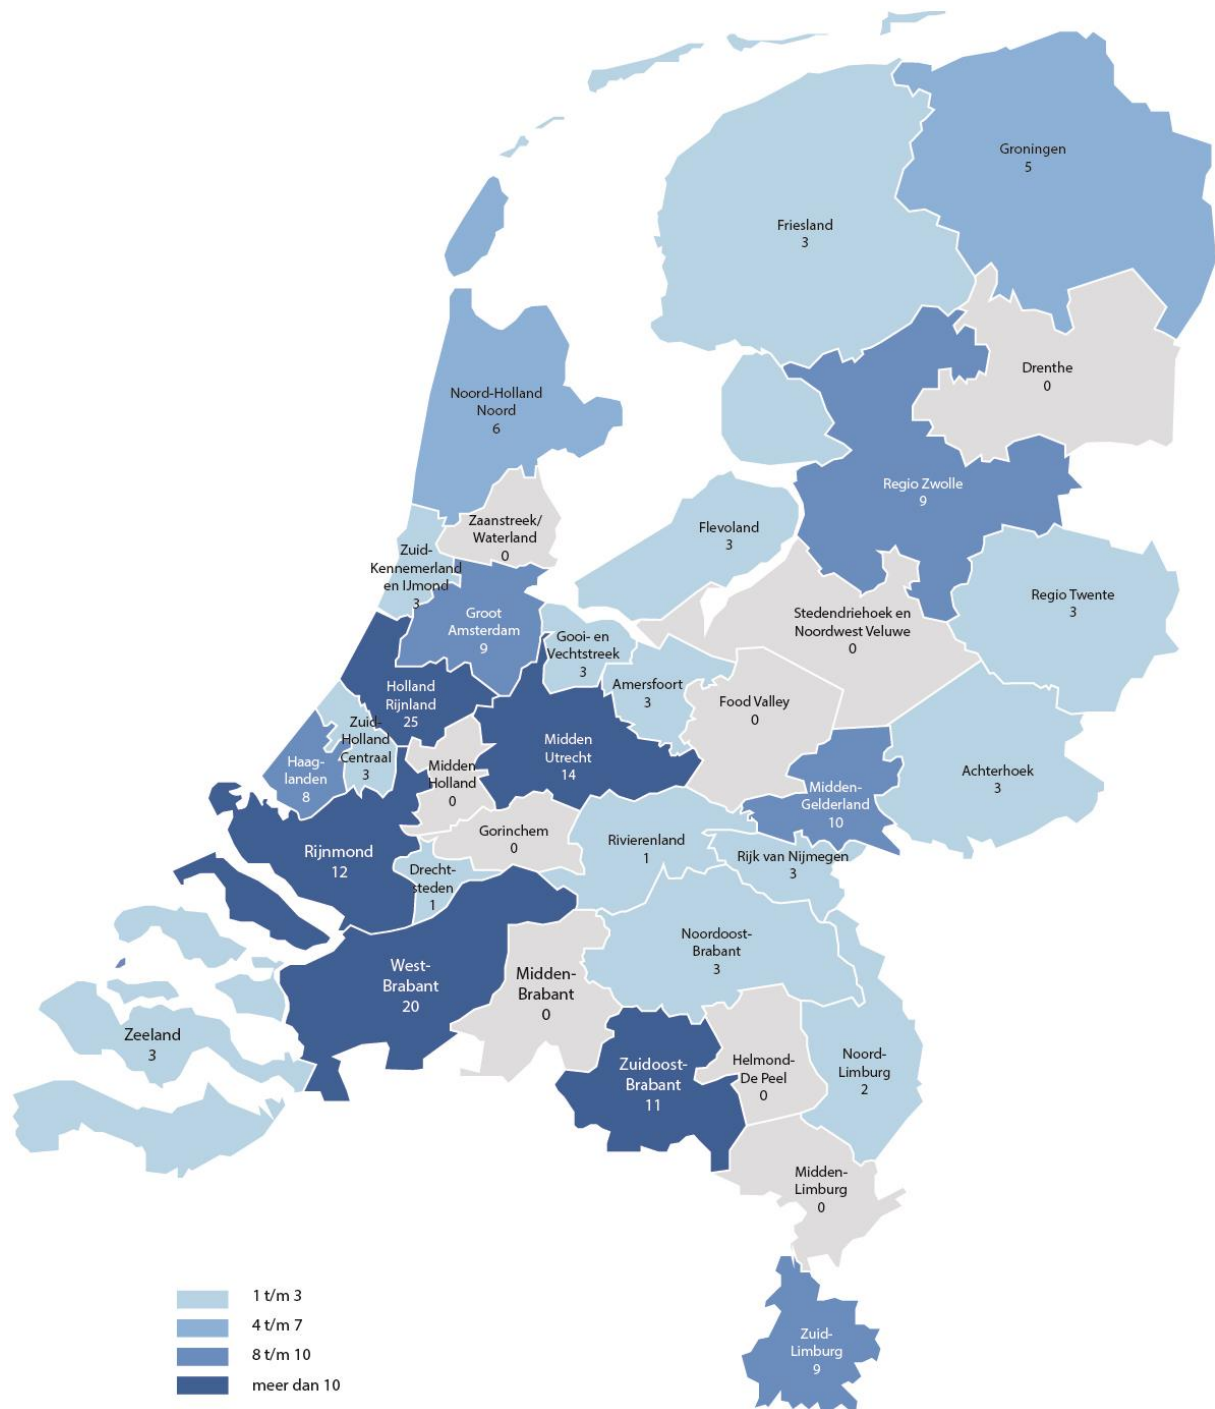 Groningen
5
Friesland
3
Drenthe
0
Noord-Holland
Noord
6
Regio Zwolle
9
Zaanstreek/
Waterland
0
Flevoland
3
Zuid-
Kennemerland
en IJmond
3
Regio Twente
3
Groot
Amsterdam
9
Stedendriehoek en
Noordwest Veluwe
0
Gooi- en
Vechtstreek
3
Amersfoort
3
Holland
Rijnland
25
Food Valley
0
Zuid-
Holland
Centraal
3
Midden
Utrecht
14
Haag-
landen
8
Midden
Holland
0
Achterhoek
3
Midden-
Gelderland
10
Gorinchem
0
Rivierenland
1
Rijnmond
12
Rijk van Nijmegen
3
Drecht-
steden
1
Noordoost-
Brabant
3
West-
Brabant
20
Midden-
Brabant
0
Zeeland
3
Zuidoost-
Brabant
11
Helmond-
De Peel
0
Noord-
Limburg
2
Midden-
Limburg
0
Zuid-
Limburg
9
1 t/m 3
4 t/m 7
8 t/m 10
meer dan 10